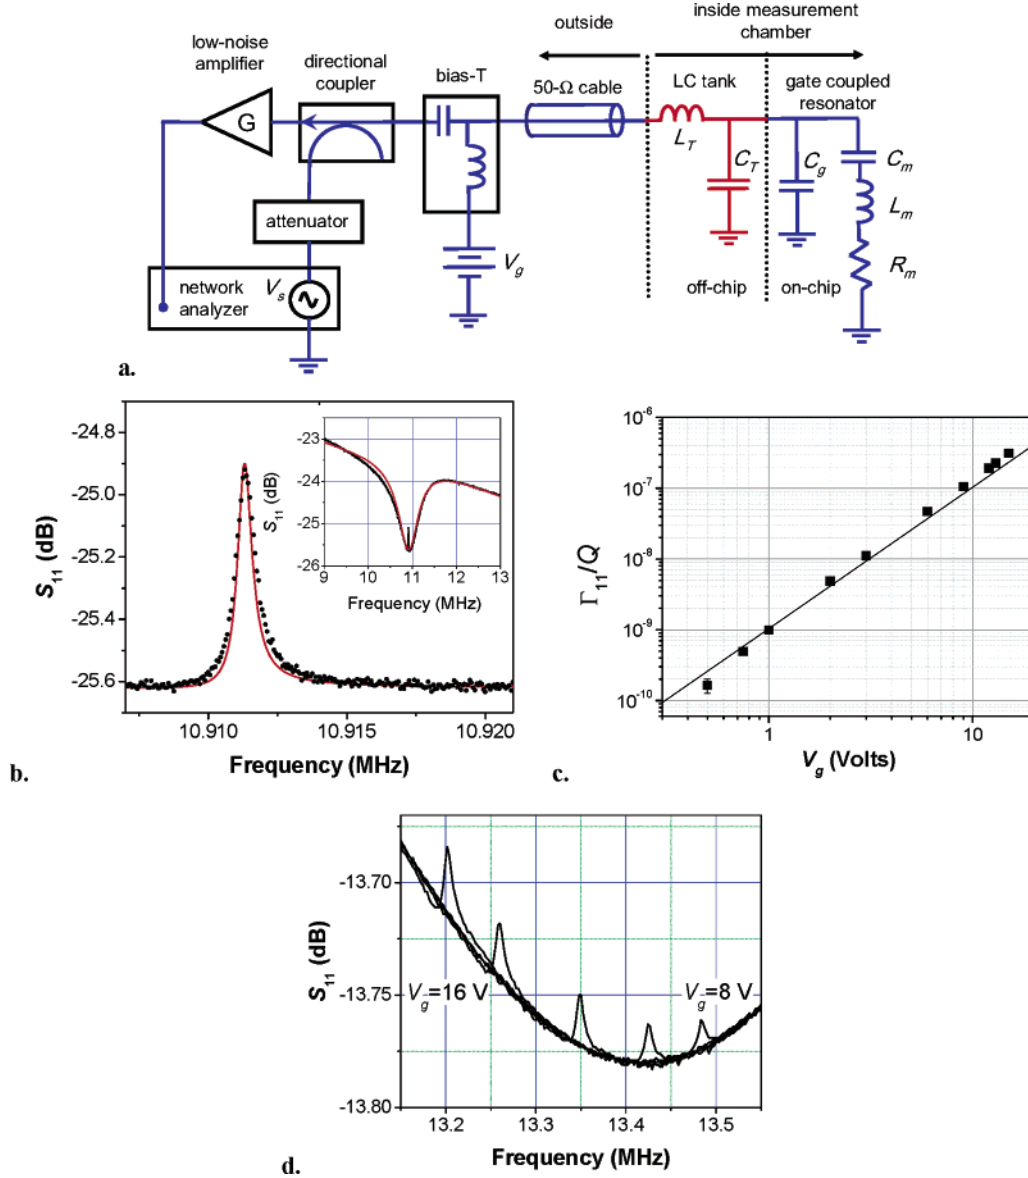 outside
inside measurement
chamber
low-noise
amplifier
directional
coupler
bias-T
50-Ω cable
LC tank
gate coupled
resonator
G
L_T
C_T
C_g
C_m
L_m
R_m
attenuator
V_g
network
analyzer
V_s
off-chip
on-chip
a.
-24.8
-25.0
-25.2
-25.4
-25.6
S_11 (dB)
10.910
10.915
10.920
Frequency (MHz)
-23
-24
-25
-26
S_11 (dB)
9
10
11
12
13
Frequency (MHz)
b.
10^-6
10^-7
10^-8
10^-9
10^-10
Γ_11/Q
1
10
V_g (Volts)
c.
-13.70
-13.75
-13.80
S_11 (dB)
V_g=16 V
V_g=8 V
13.2
13.3
13.4
13.5
Frequency (MHz)
d.